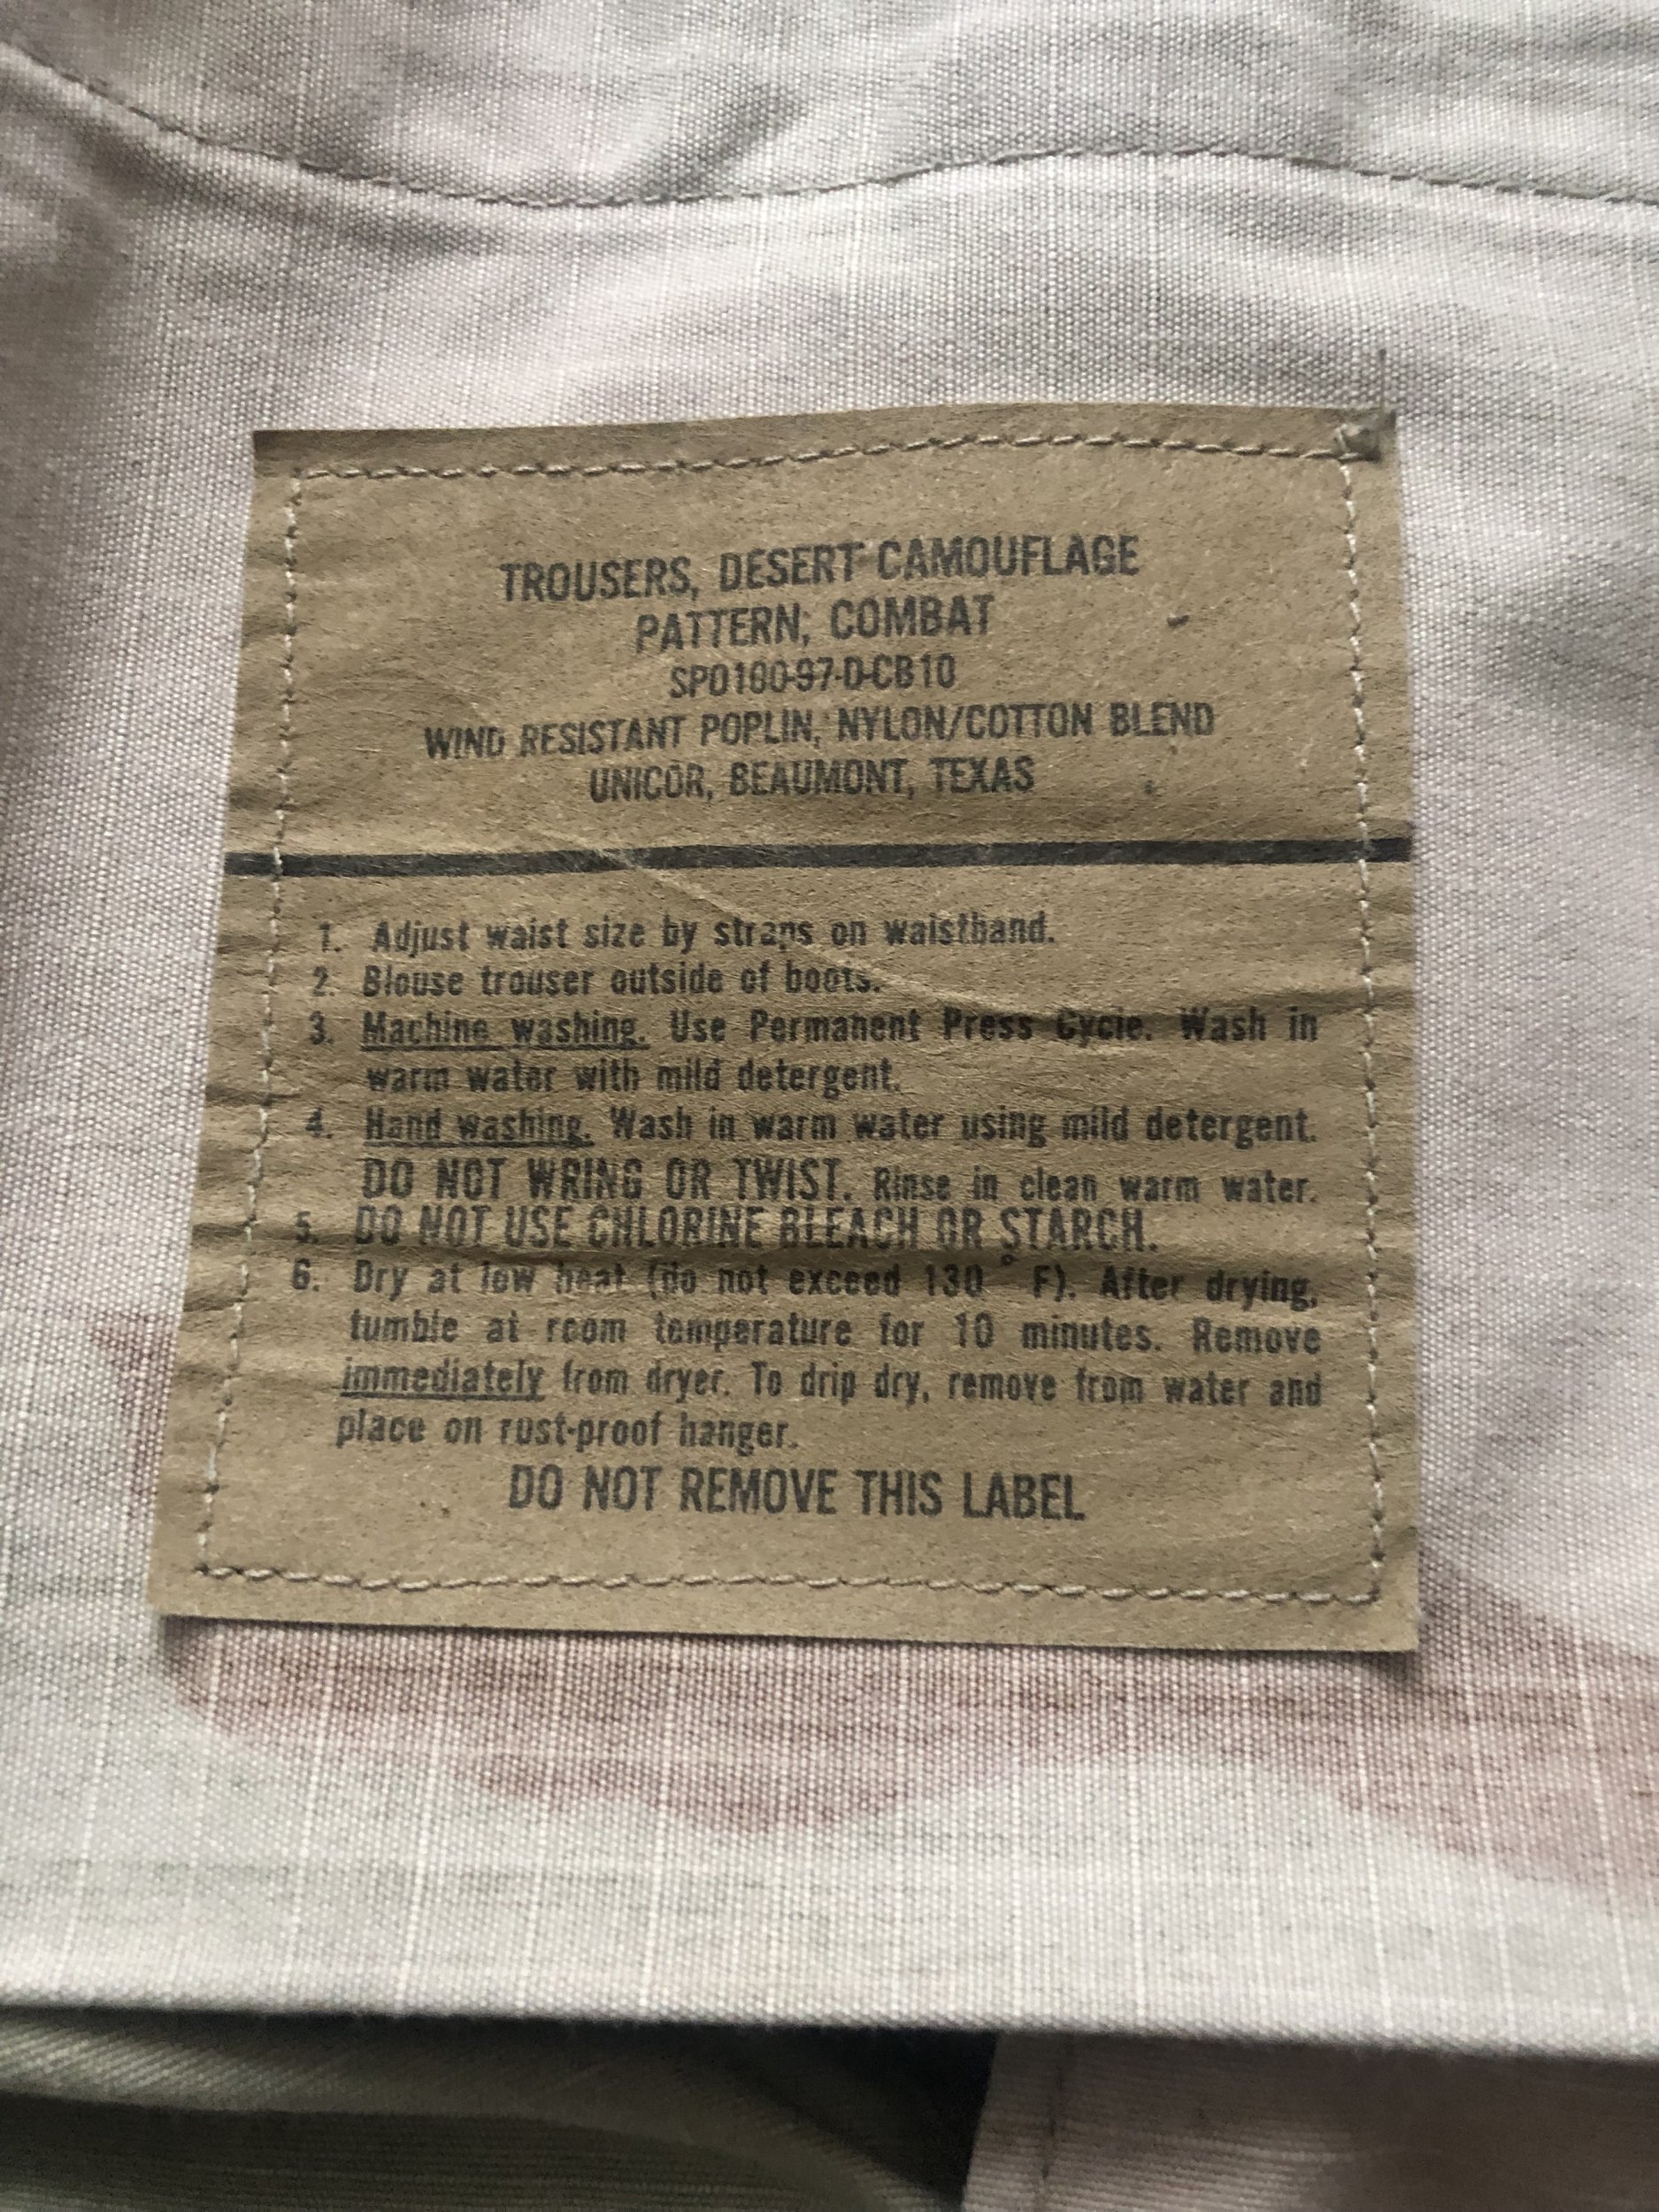 TROUSERS, DESERT CAMOUFLAGE
PATTERN; COMBAT
SPO100-97-D-CB10
WIND RESISTANT POPLIN, NYLON/COTTON BLEND
UNICOR, BEAUMONT, TEXAS
1. Adjust waist size by straps on waistband.
2. Blouse trouser outside of boots.
3. Machine washing. Use Permanent Press Cycle. Wash in
warm water with mild detergent.
4. Hand washing. Wash in warm water using mild detergent.
DO NOT WRING OR TWIST. Rinse in clean warm water.
5. DO NOT USE CHLORINE BLEACH OR STARCH.
6. Dry at low heat (do not exceed 130 ° F). After drying,
tumble at room temperature for 10 minutes. Remove
immediately from dryer. To drip dry, remove from water and
place on rust-proof hanger.
DO NOT REMOVE THIS LABEL